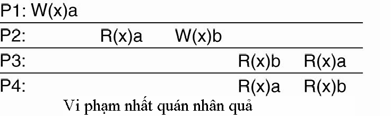 P1: W(x)a
P2: R(x)a W(x)b
P3: R(x)b R(x)a
P4: R(x)a R(x)b
Vi phạm nhất quán nhân quả